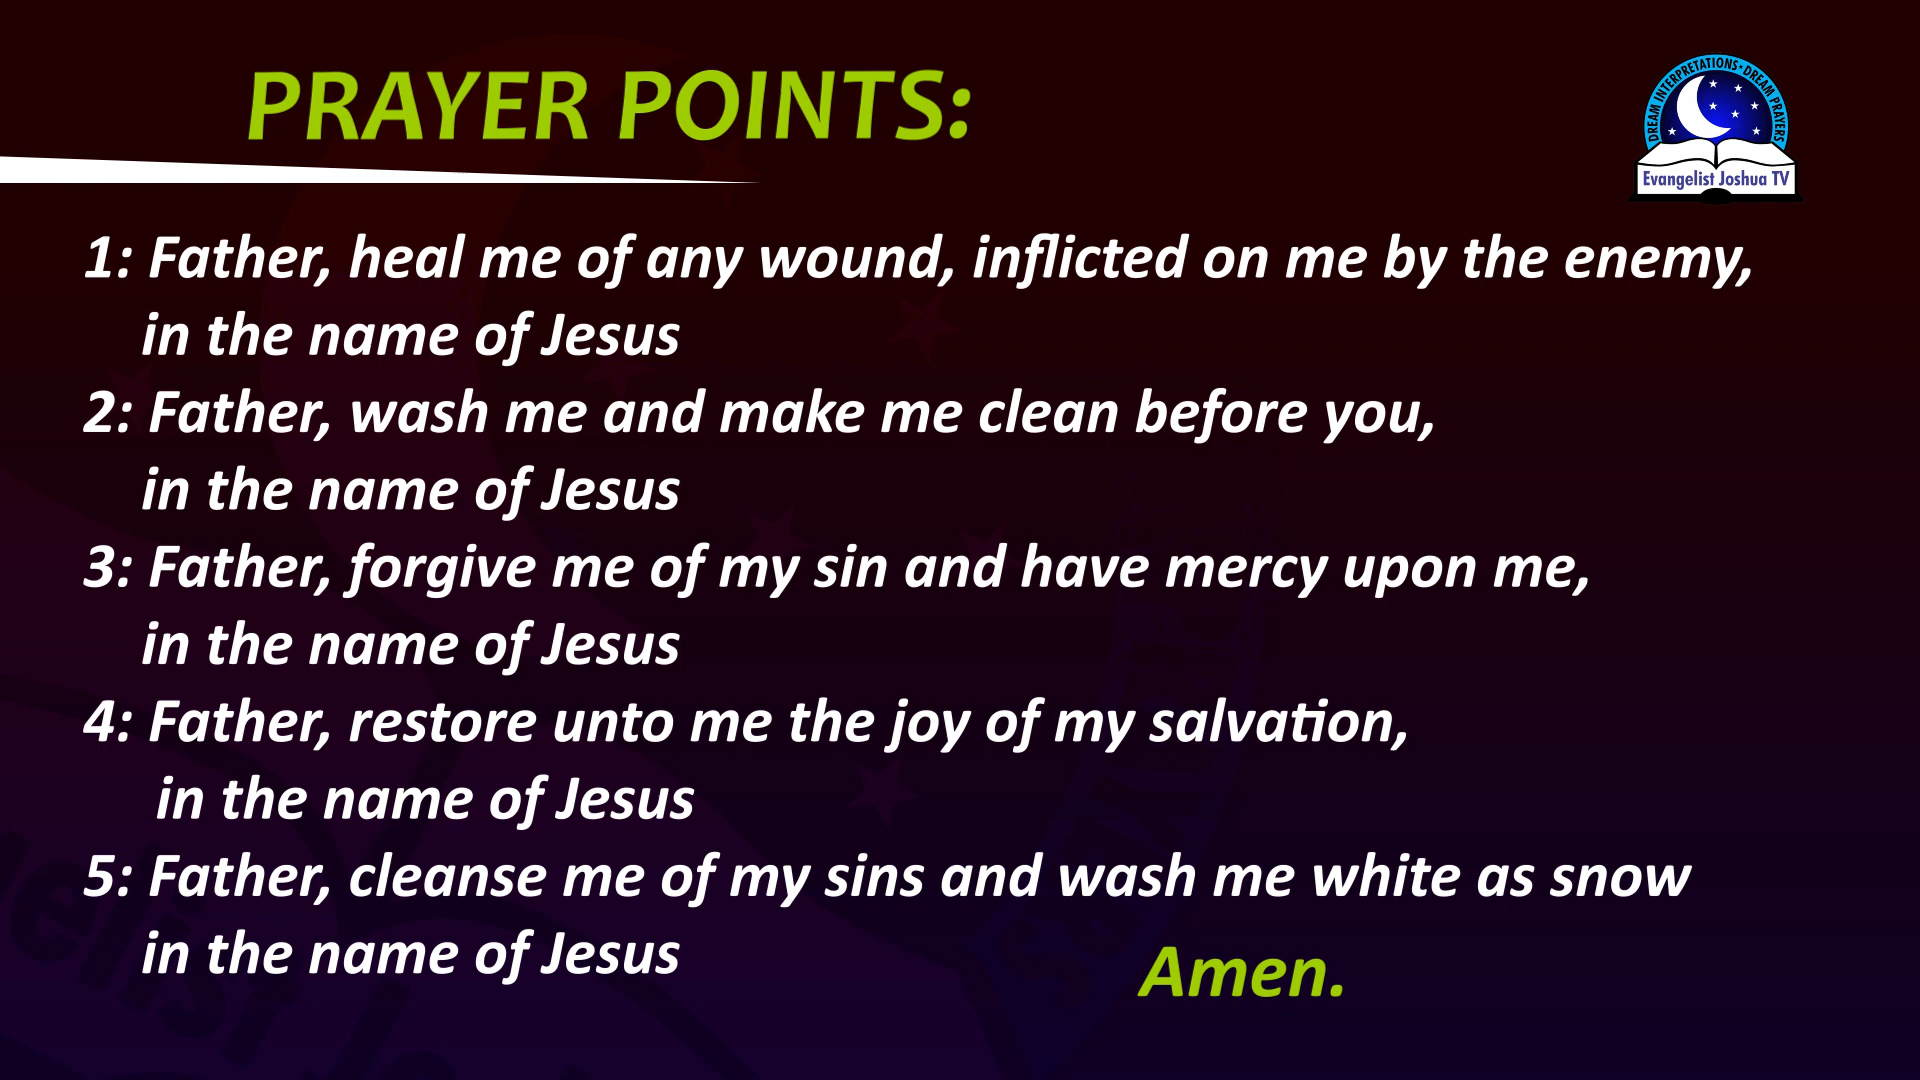 PRAYER POINTS:
DREAM INTERPRETATIONS • DREAM PRAYERS
Evangelist Joshua TV
1: Father, heal me of any wound, inflicted on me by the enemy,
in the name of Jesus
2: Father, wash me and make me clean before you,
in the name of Jesus
3: Father, forgive me of my sin and have mercy upon me,
in the name of Jesus
4: Father, restore unto me the joy of my salvation,
in the name of Jesus
5: Father, cleanse me of my sins and wash me white as snow
in the name of Jesus
Amen.